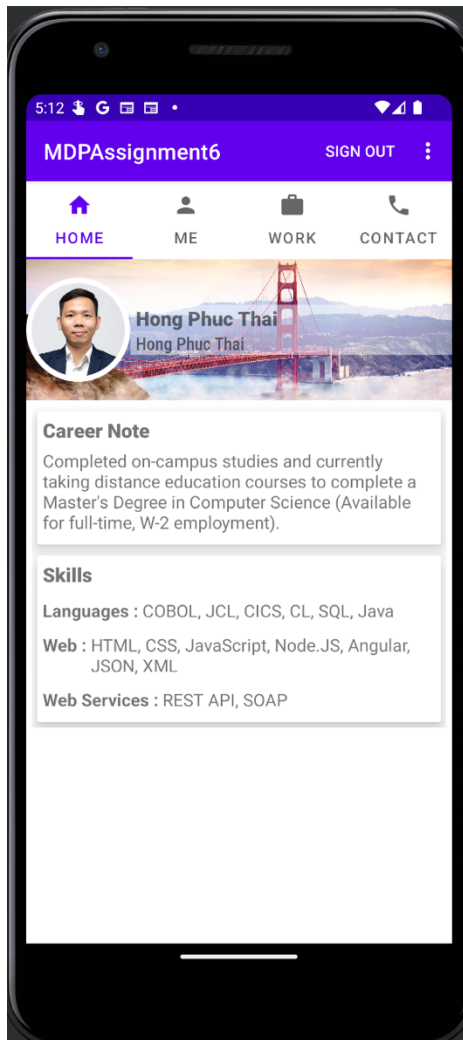 5:12 G
MDPAssignment6 SIGN OUT
HOME ME WORK CONTACT
Hong Phuc Thai
Hong Phuc Thai
Career Note
Completed on-campus studies and currently
taking distance education courses to complete a
Master's Degree in Computer Science (Available
for full-time, W-2 employment).
Skills
Languages : COBOL, JCL, CICS, CL, SQL, Java
Web : HTML, CSS, JavaScript, Node.JS, Angular,
JSON, XML
Web Services : REST API, SOAP